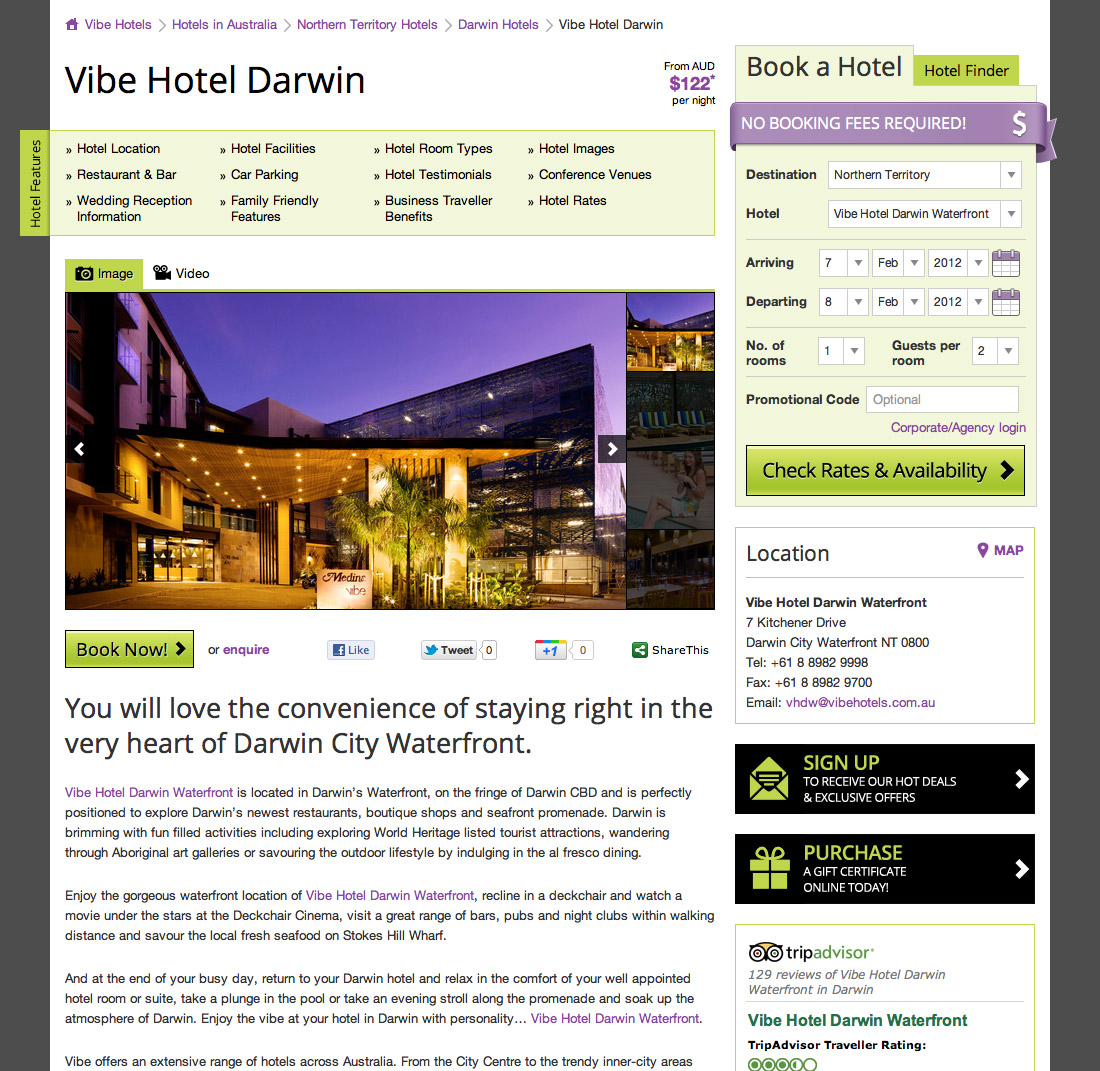 Vibe Hotels
Hotels in Australia
Northern Territory Hotels
Darwin Hotels
Vibe Hotel Darwin
Vibe Hotel Darwin
From AUD
$122*
per night
Hotel Features
» Hotel Location
» Hotel Facilities
» Hotel Room Types
» Hotel Images
» Restaurant & Bar
» Car Parking
» Hotel Testimonials
» Conference Venues
» Wedding Reception
Information
» Family Friendly
Features
» Business Traveller
Benefits
» Hotel Rates
Image
Video
Medina
vibe
Book Now!
or enquire
Like
Tweet
0
+1
0
ShareThis
You will love the convenience of staying right in the
very heart of Darwin City Waterfront.
Vibe Hotel Darwin Waterfront is located in Darwin's Waterfront, on the fringe of Darwin CBD and is perfectly
positioned to explore Darwin's newest restaurants, boutique shops and seafront promenade. Darwin is
brimming with fun filled activities including exploring World Heritage listed tourist attractions, wandering
through Aboriginal art galleries or savouring the outdoor lifestyle by indulging in the al fresco dining.
Enjoy the gorgeous waterfront location of Vibe Hotel Darwin Waterfront, recline in a deckchair and watch a
movie under the stars at the Deckchair Cinema, visit a great range of bars, pubs and night clubs within walking
distance and savour the local fresh seafood on Stokes Hill Wharf.
And at the end of your busy day, return to your Darwin hotel and relax in the comfort of your well appointed
hotel room or suite, take a plunge in the pool or take an evening stroll along the promenade and soak up the
atmosphere of Darwin. Enjoy the vibe at your hotel in Darwin with personality… Vibe Hotel Darwin Waterfront.
Vibe offers an extensive range of hotels across Australia. From the City Centre to the trendy inner-city areas
Book a Hotel
Hotel Finder
NO BOOKING FEES REQUIRED!
$
Destination
Northern Territory
Hotel
Vibe Hotel Darwin Waterfront
Arriving
7
Feb
2012
Departing
8
Feb
2012
No. of
rooms
1
Guests per
room
2
Promotional Code
Optional
Corporate/Agency login
Check Rates & Availability
Location
MAP
Vibe Hotel Darwin Waterfront
7 Kitchener Drive
Darwin City Waterfront NT 0800
Tel: +61 8 8982 9998
Fax: +61 8 8982 9700
Email: vhdw@vibehotels.com.au
SIGN UP
TO RECEIVE OUR HOT DEALS
& EXCLUSIVE OFFERS
PURCHASE
A GIFT CERTIFICATE
ONLINE TODAY!
tripadvisor®
129 reviews of Vibe Hotel Darwin
Waterfront in Darwin
Vibe Hotel Darwin Waterfront
TripAdvisor Traveller Rating: